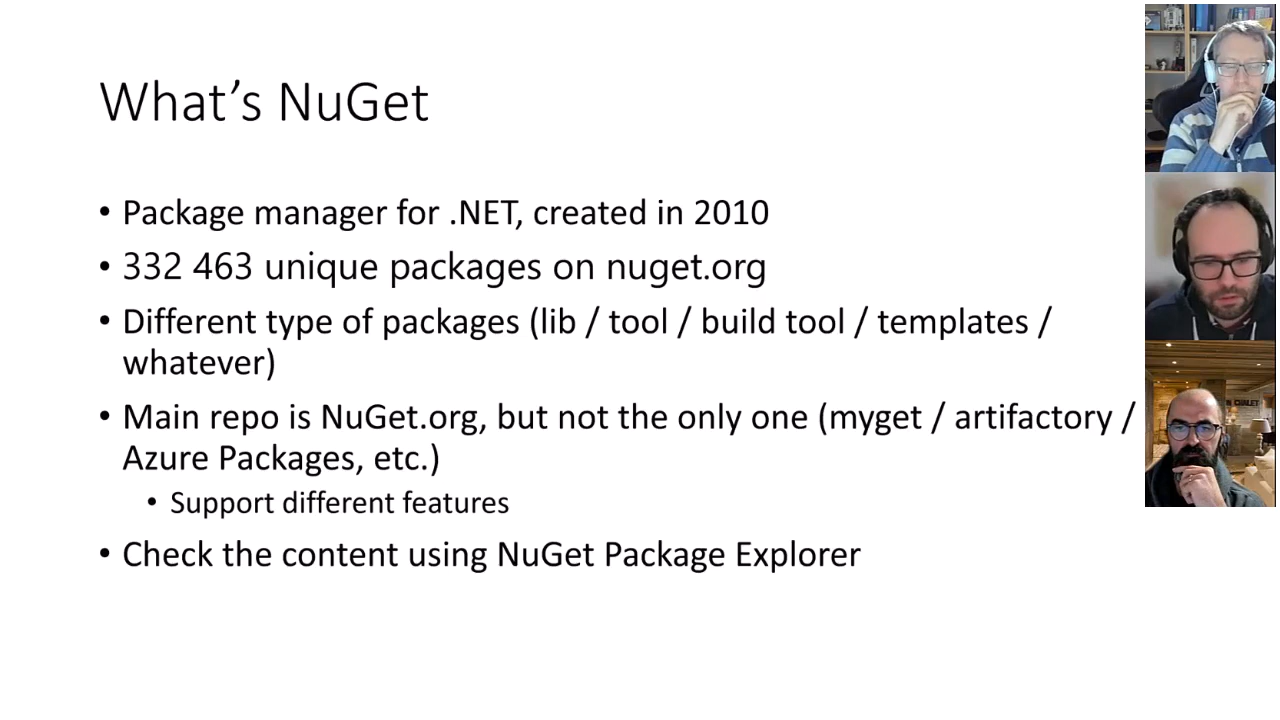 What’s NuGet
• Package manager for .NET, created in 2010
• 332 463 unique packages on nuget.org
• Different type of packages (lib / tool / build tool / templates /
whatever)
• Main repo is NuGet.org, but not the only one (myget / artifactory /
Azure Packages, etc.)
• Support different features
• Check the content using NuGet Package Explorer
CHALET